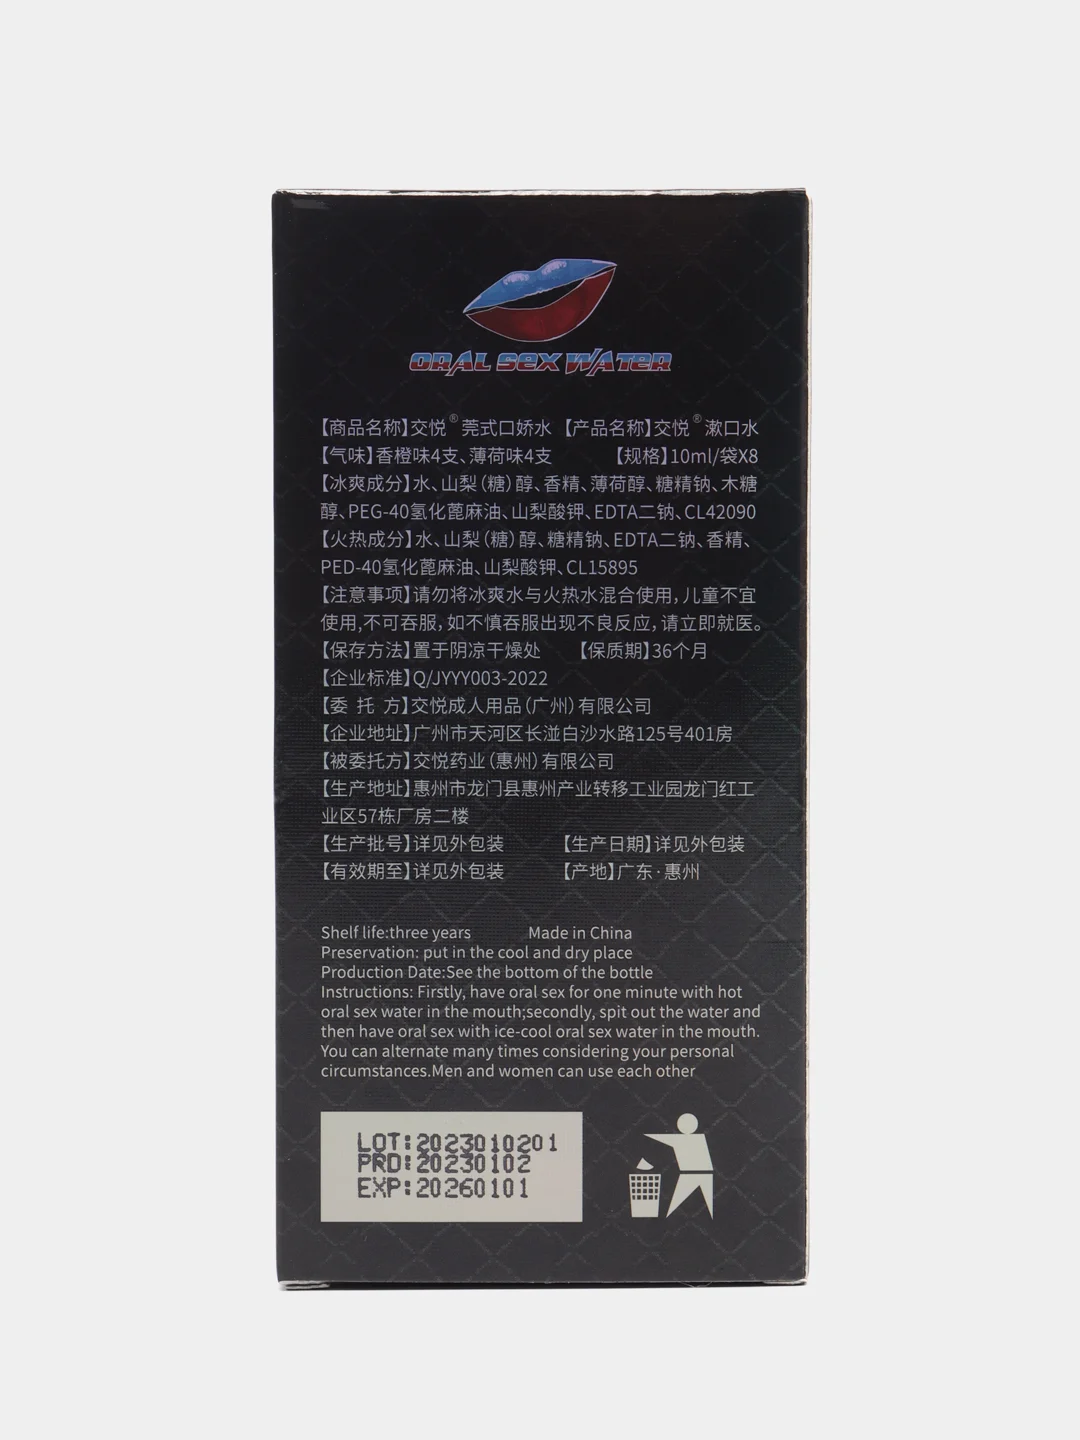 ORAL SEX WATER
【商品名称】交悦®莞式口娇水 【产品名称】交悦®漱口水
【气味】香橙味4支、薄荷味4支 【规格】10ml/袋X8
【冰爽成分】水、山梨(糖)醇、香精、薄荷醇、糖精钠、木糖
醇、PEG-40氢化蓖麻油、山梨酸钾、EDTA二钠、CL42090
【火热成分】水、山梨(糖)醇、糖精钠、EDTA二钠、香精、
PED-40氢化蓖麻油、山梨酸钾、CL15895
【注意事项】请勿将冰爽水与火热水混合使用,儿童不宜
使用,不可吞服,如不慎吞服出现不良反应,请立即就医。
【保存方法】置于阴凉干燥处 【保质期】36个月
【企业标准】Q/JYYY003-2022
【委 托 方】交悦成人用品(广州)有限公司
【企业地址】广州市天河区长湴白沙水路125号401房
【被委托方】交悦药业(惠州)有限公司
【生产地址】惠州市龙门县惠州产业转移工业园龙门红工
业区57栋厂房二楼
【生产批号】详见外包装 【生产日期】详见外包装
【有效期至】详见外包装 【产地】广东·惠州
Shelf life:three years Made in China
Preservation: put in the cool and dry place
Production Date:See the bottom of the bottle
Instructions: Firstly, have oral sex for one minute with hot
oral sex water in the mouth;secondly, spit out the water and
then have oral sex with ice-cool oral sex water in the mouth.
You can alternate many times considering your personal
circumstances.Men and women can use each other
LOT:2023010201
PRD:20230102
EXP:20260101